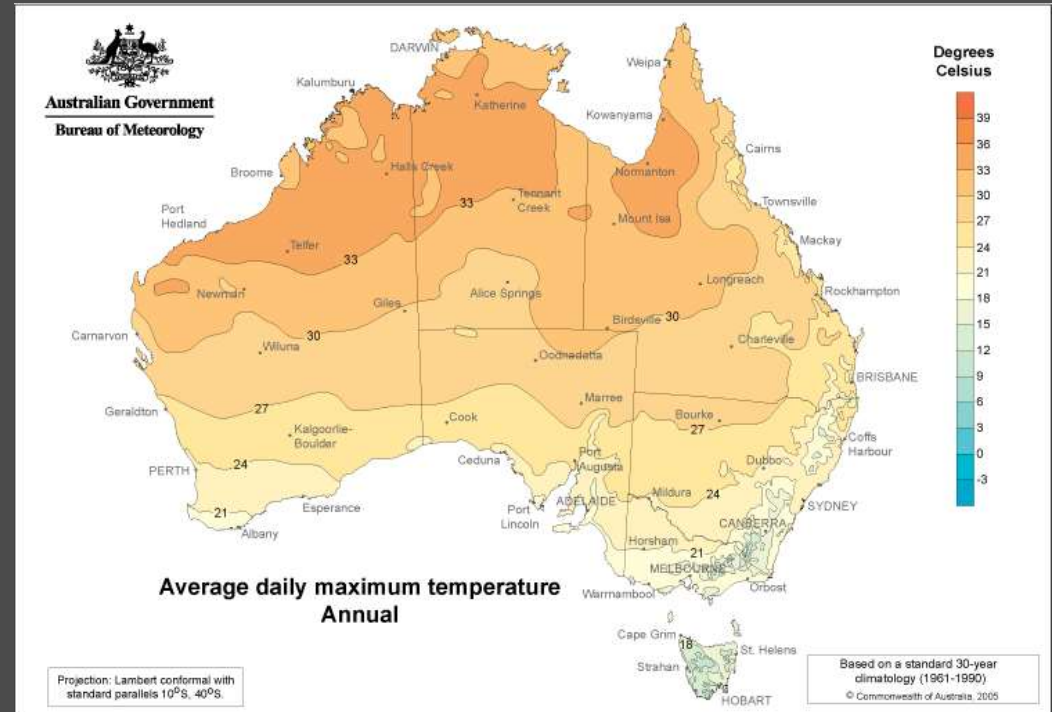 Australian Government
Bureau of Meteorology
Degrees
Celsius
39
36
33
30
27
24
21
18
15
12
9
6
3
0
-3
DARWIN
Weipa
Kalumburu
Katherine
Kowanyama
Cairns
Broome
Halls Creek
Normanton
Port
Hedland
33
Tennant
Creek
Mount Isa
Townsville
Telfer
33
Mackay
Newman
Giles
Alice Springs
Longreach
Rockhampton
Carnarvon
30
Birdsville
30
Wiluna
Oodnadatta
Charleville
BRISBANE
Geraldton
27
Marree
Cook
Bourke
27
Kalgoorlie-
Boulder
Coffs
Harbour
PERTH
24
Ceduna
Port
Augusta
Dubbo
Mildura
24
21
Esperance
Port
Lincoln
ADELAIDE
SYDNEY
Albany
CANBERRA
Horsham
21
MELBOURNE
Warrnambool
Orbost
Average daily maximum temperature
Annual
Cape Grim
18
St. Helens
Strahan
HOBART
Projection: Lambert conformal with
standard parallels 10⁰S, 40⁰S.
Based on a standard 30-year
climatology (1961-1990)
© Commonwealth of Australia, 2005